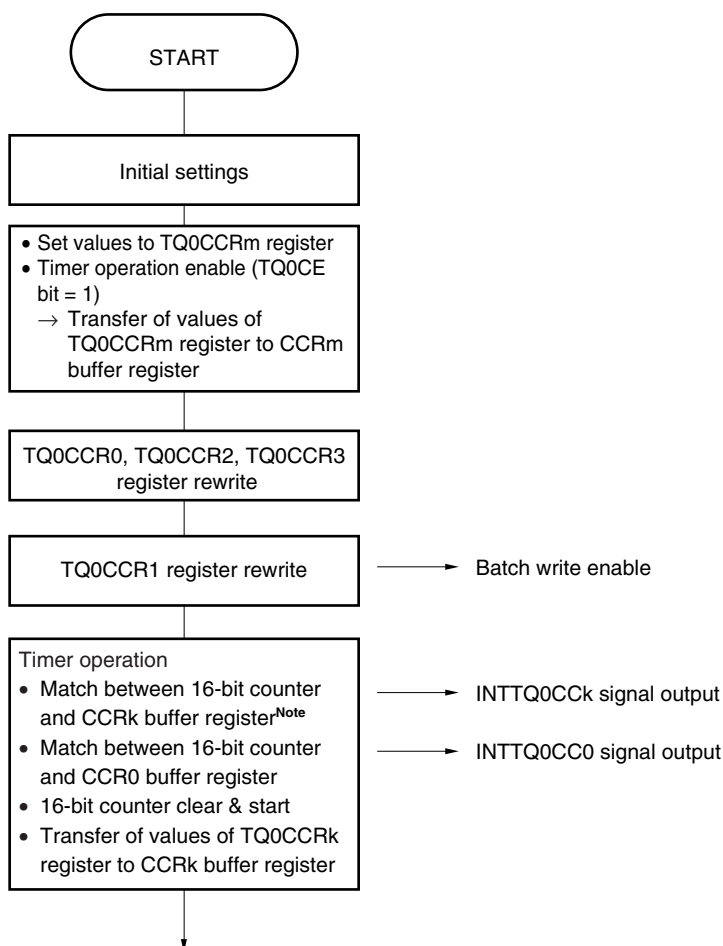 START
Initial settings
• Set values to TQ0CCRm register
• Timer operation enable (TQ0CE
bit = 1)
→ Transfer of values of
TQ0CCRm register to CCRm
buffer register
TQ0CCR0, TQ0CCR2, TQ0CCR3
register rewrite
TQ0CCR1 register rewrite
Batch write enable
Timer operation
• Match between 16-bit counter
and CCRk buffer registerNote
INTTQ0CCk signal output
• Match between 16-bit counter
and CCR0 buffer register
INTTQ0CC0 signal output
• 16-bit counter clear & start
• Transfer of values of TQ0CCRk
register to CCRk buffer register